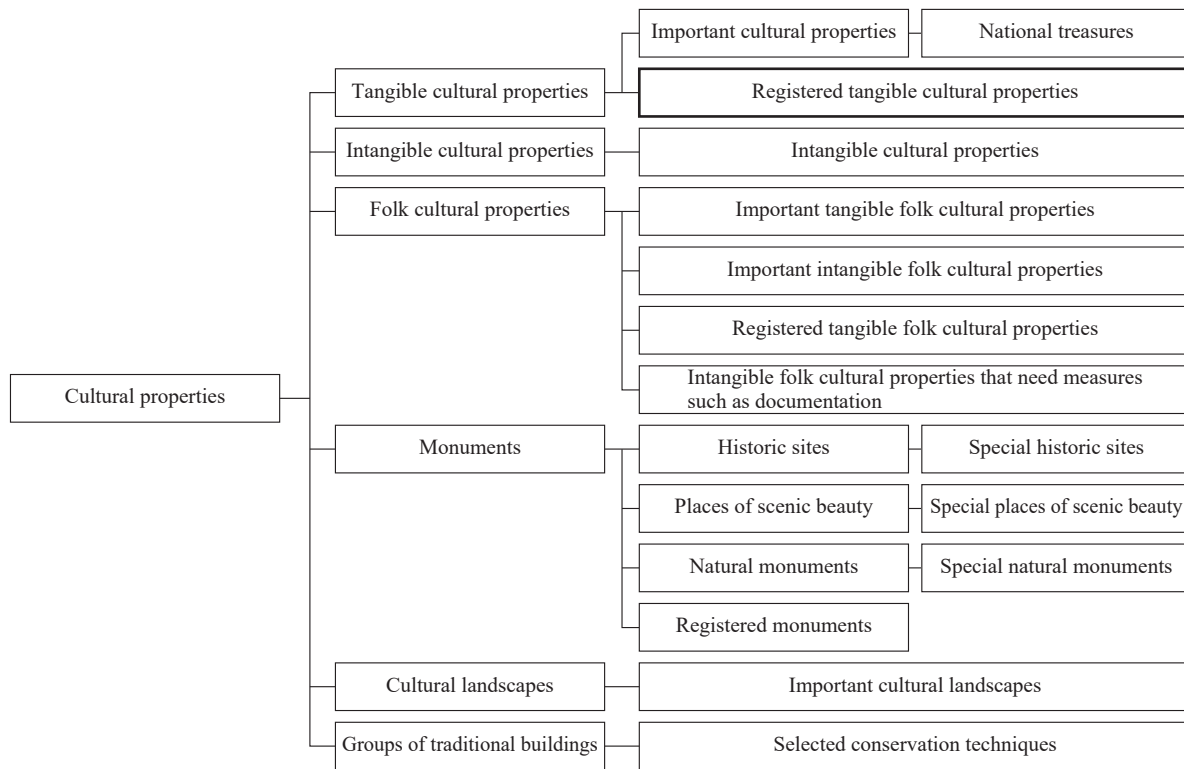 Important cultural properties
National treasures
Tangible cultural properties
Registered tangible cultural properties
Intangible cultural properties
Intangible cultural properties
Folk cultural properties
Important tangible folk cultural properties
Important intangible folk cultural properties
Registered tangible folk cultural properties
Cultural properties
Intangible folk cultural properties that need measures
such as documentation
Monuments
Historic sites
Special historic sites
Places of scenic beauty
Special places of scenic beauty
Natural monuments
Special natural monuments
Registered monuments
Cultural landscapes
Important cultural landscapes
Groups of traditional buildings
Selected conservation techniques